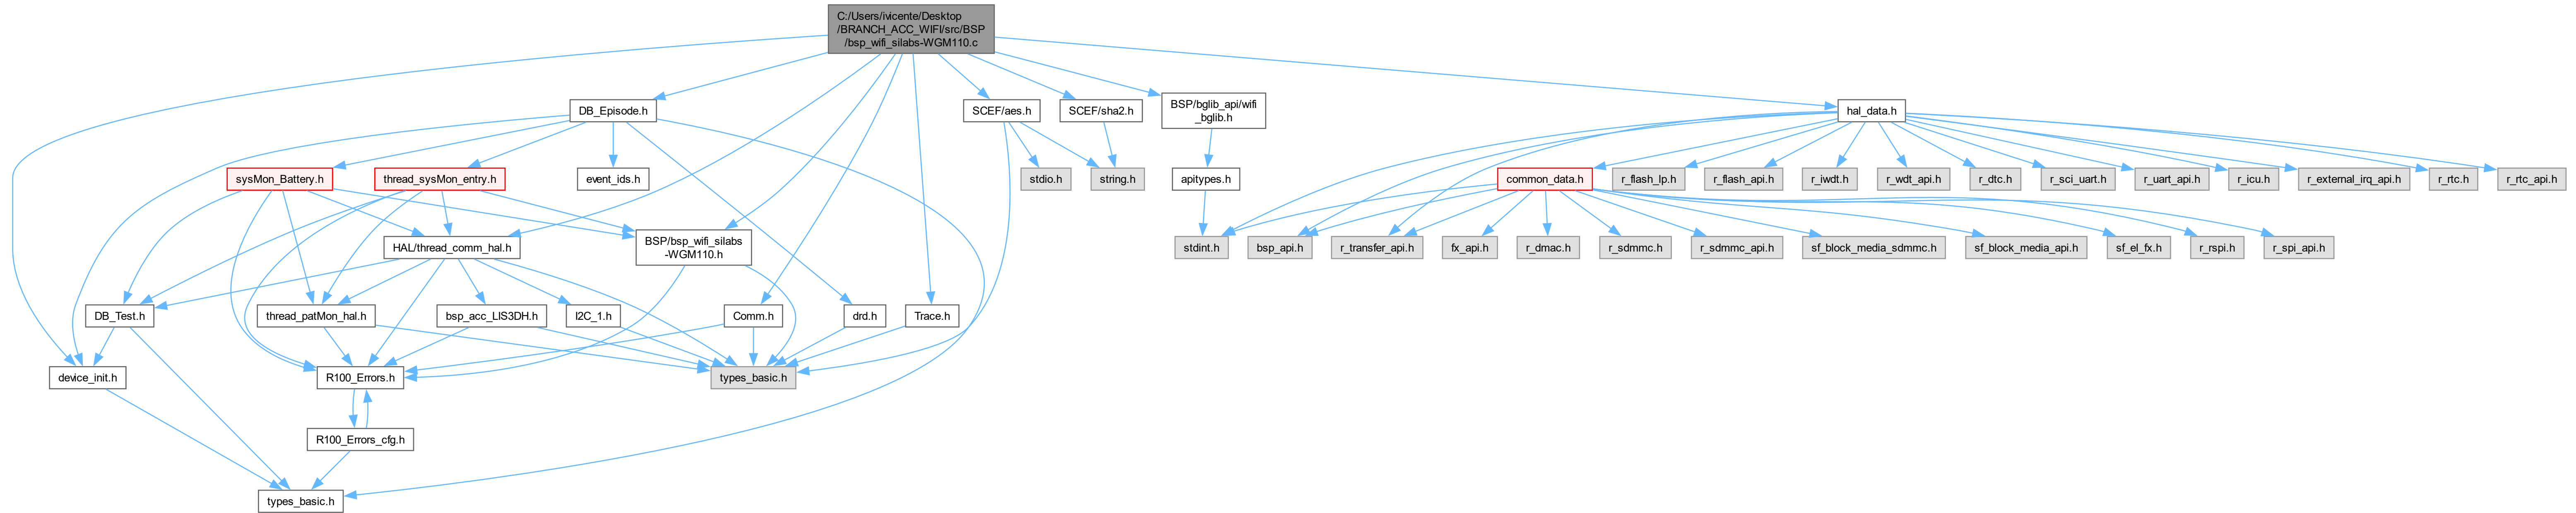 C:/Users/ivicente/Desktop
/BRANCH_ACC_WIFI/src/BSP
/bsp_wifi_silabs-WGM110.c
DB_Episode.h
SCEF/aes.h
SCEF/sha2.h
BSP/bglib_api/wifi
_bglib.h
hal_data.h
sysMon_Battery.h
thread_sysMon_entry.h
event_ids.h
stdio.h
string.h
apitypes.h
common_data.h
r_flash_lp.h
r_flash_api.h
r_iwdt.h
r_wdt_api.h
r_dtc.h
r_sci_uart.h
r_uart_api.h
r_icu.h
r_external_irq_api.h
r_rtc.h
r_rtc_api.h
HAL/thread_comm_hal.h
BSP/bsp_wifi_silabs
-WGM110.h
stdint.h
bsp_api.h
r_transfer_api.h
fx_api.h
r_dmac.h
r_sdmmc.h
r_sdmmc_api.h
sf_block_media_sdmmc.h
sf_block_media_api.h
sf_el_fx.h
r_rspi.h
r_spi_api.h
DB_Test.h
thread_patMon_hal.h
bsp_acc_LIS3DH.h
I2C_1.h
Comm.h
drd.h
Trace.h
device_init.h
R100_Errors.h
types_basic.h
R100_Errors_cfg.h
types_basic.h